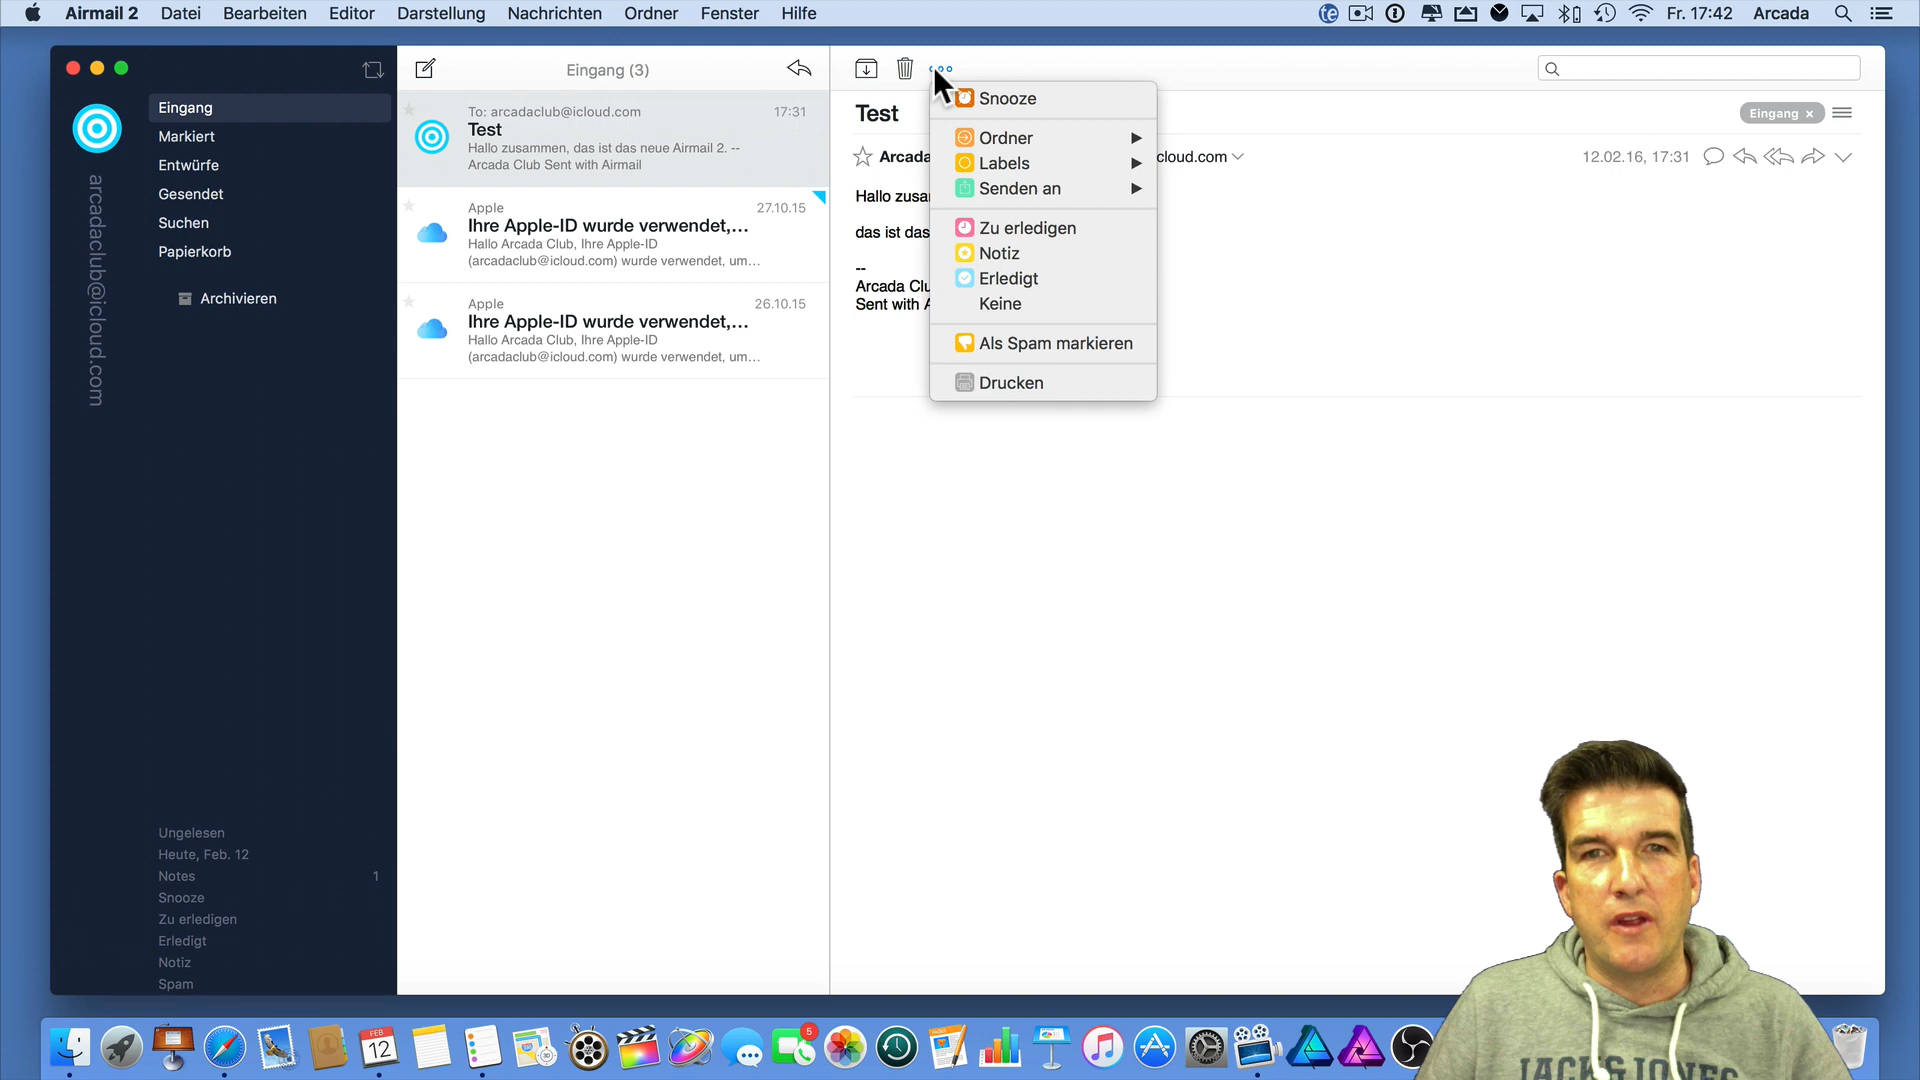 Airmail 2 Datei Bearbeiten Editor Darstellung Nachrichten Ordner Fenster Hilfe
te Fr. 17:42 Arcada
Eingang
Markiert
Entwürfe
Gesendet
Suchen
Papierkorb
Archivieren
arcadaclub@icloud.com
Ungelesen
Heute, Feb. 12
Notes 1
Snooze
Zu erledigen
Erledigt
Notiz
Spam
Eingang (3)
To: arcadaclub@icloud.com 17:31
Test
Hallo zusammen, das ist das neue Airmail 2. --
Arcada Club Sent with Airmail
Apple 27.10.15
Ihre Apple-ID wurde verwendet,...
Hallo Arcada Club, Ihre Apple-ID
(arcadaclub@icloud.com) wurde verwendet, um...
Apple 26.10.15
Ihre Apple-ID wurde verwendet,...
Hallo Arcada Club, Ihre Apple-ID
(arcadaclub@icloud.com) wurde verwendet, um...
Test
Eingang ×
Arcada cloud.com
12.02.16, 17:31
Hallo zusa
das ist das
--
Arcada Clu
Sent with A
Snooze
Ordner
Labels
Senden an
Zu erledigen
Notiz
Erledigt
Keine
Als Spam markieren
Drucken
FEB
12
5
JACK & JONES